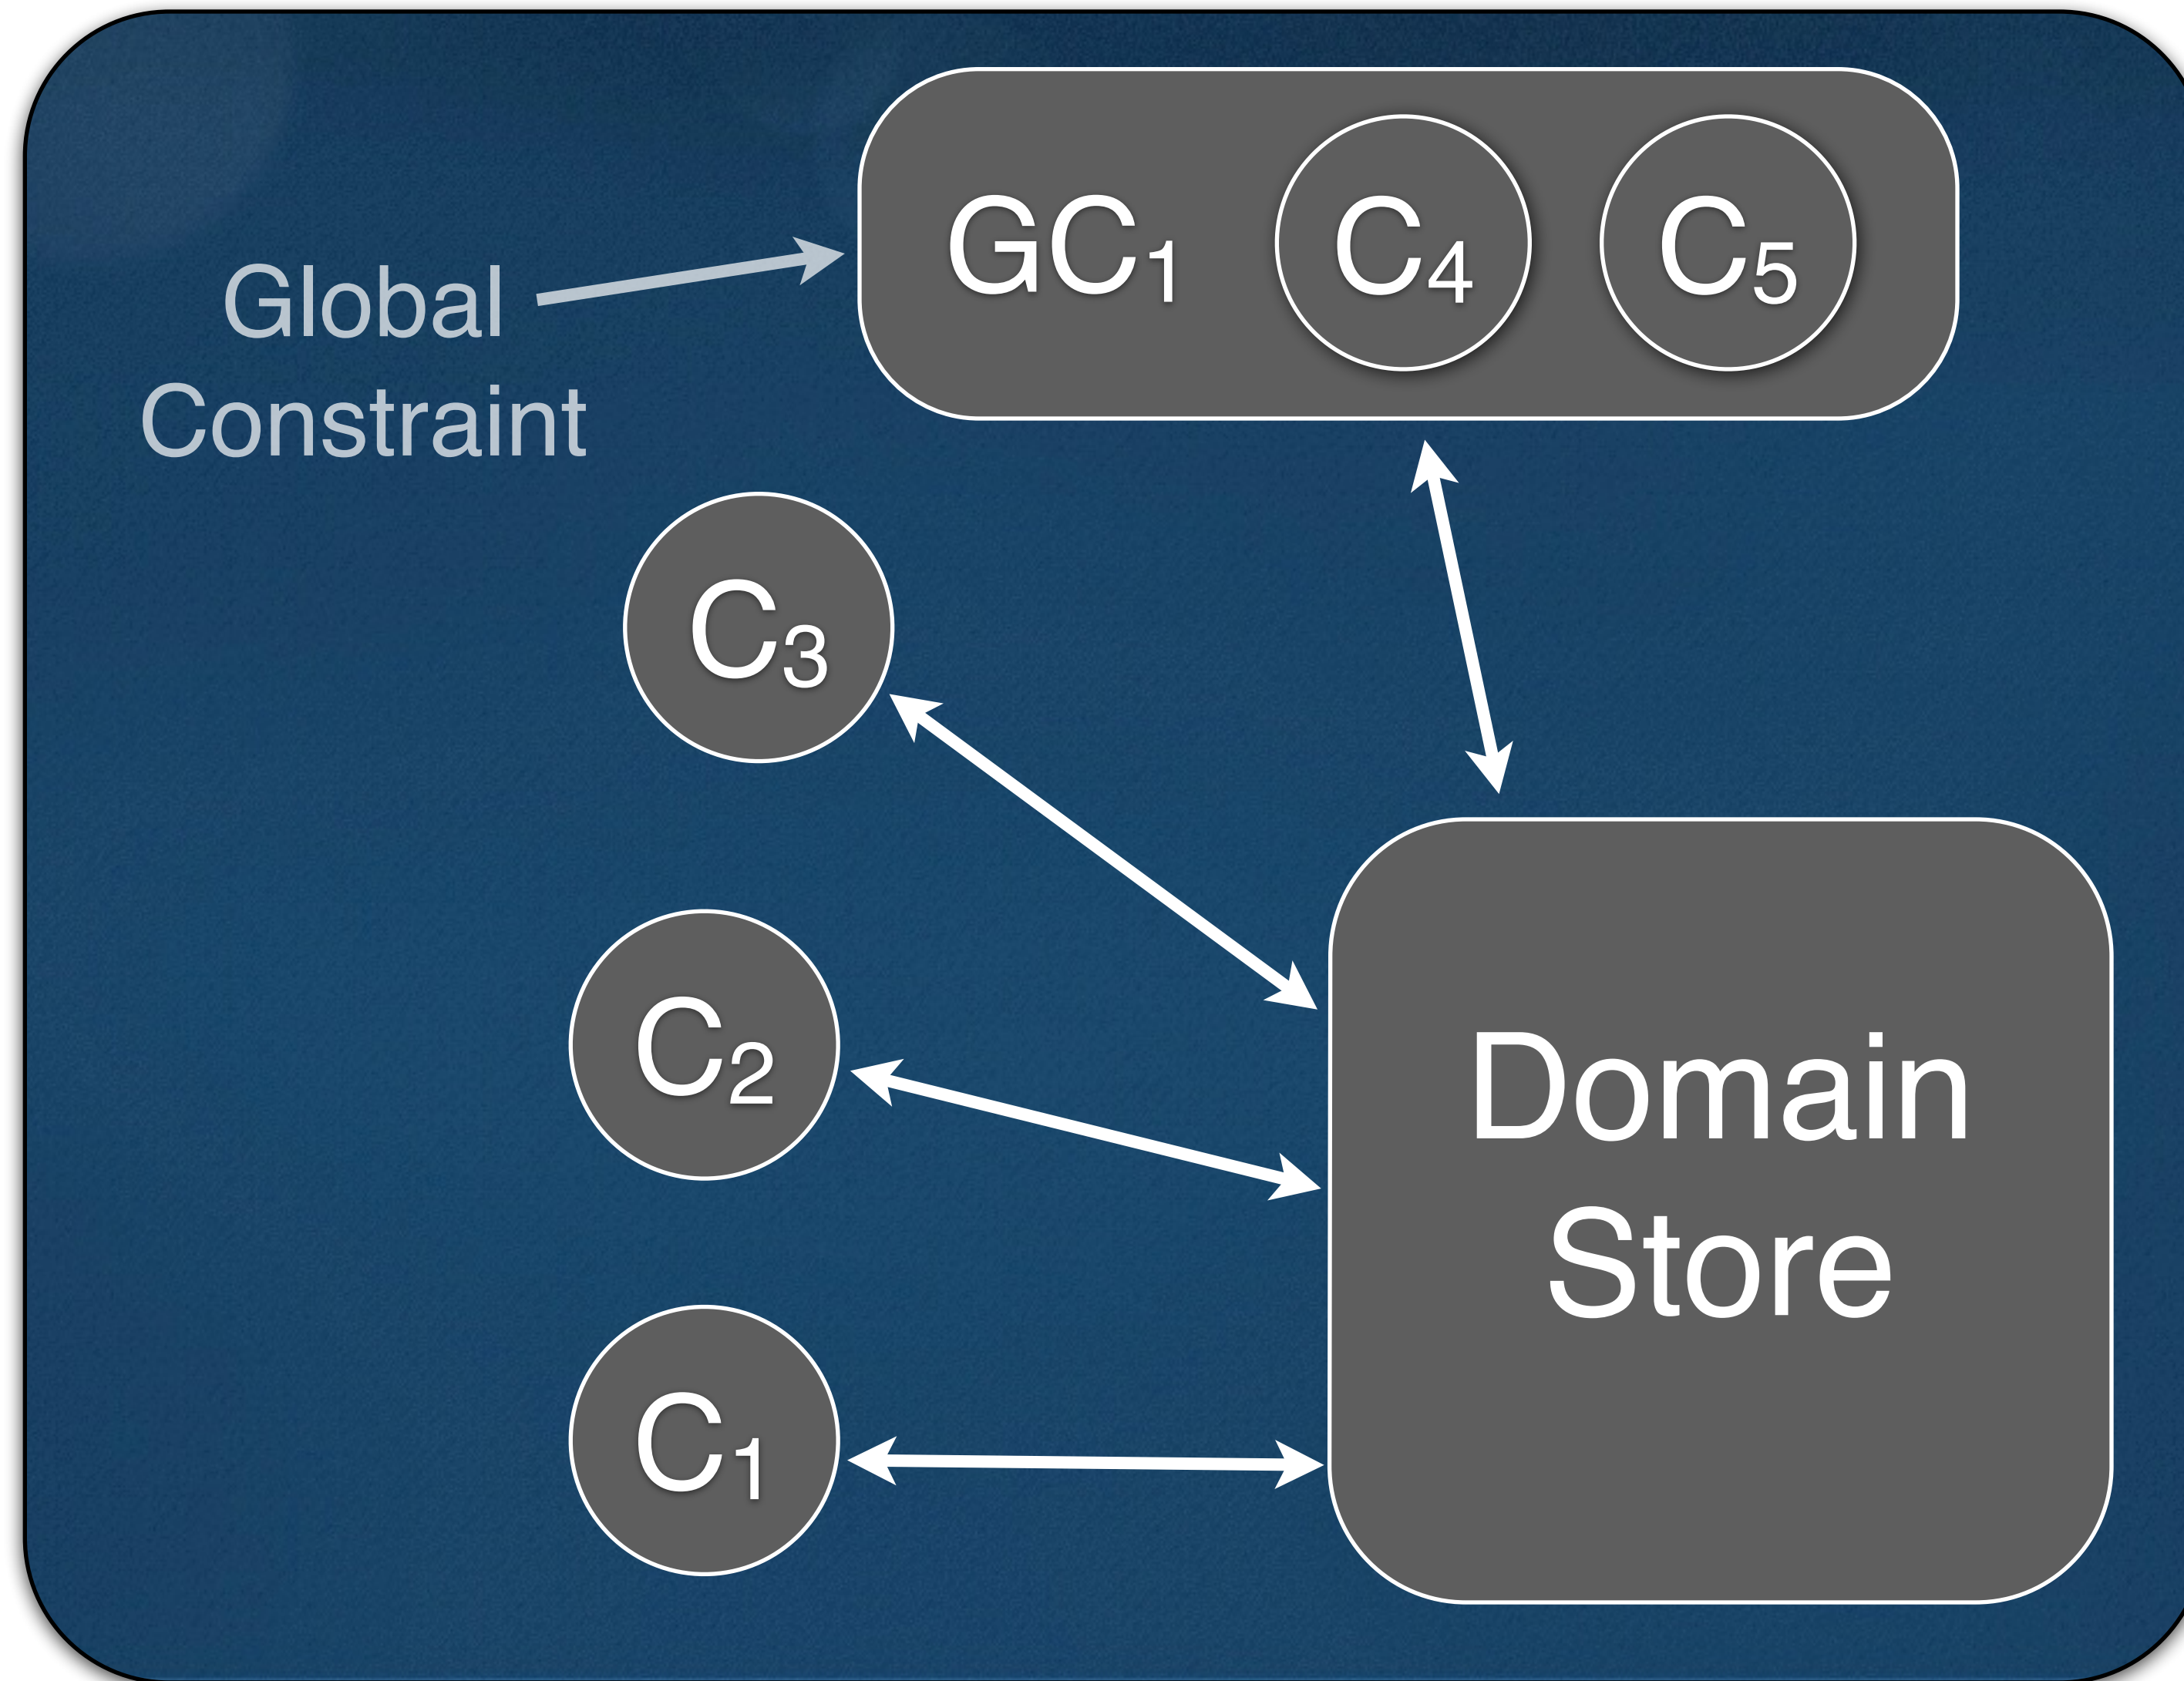 GC₁ C₄ C₅
Global
Constraint
C₃
C₂
Domain
Store
C₁